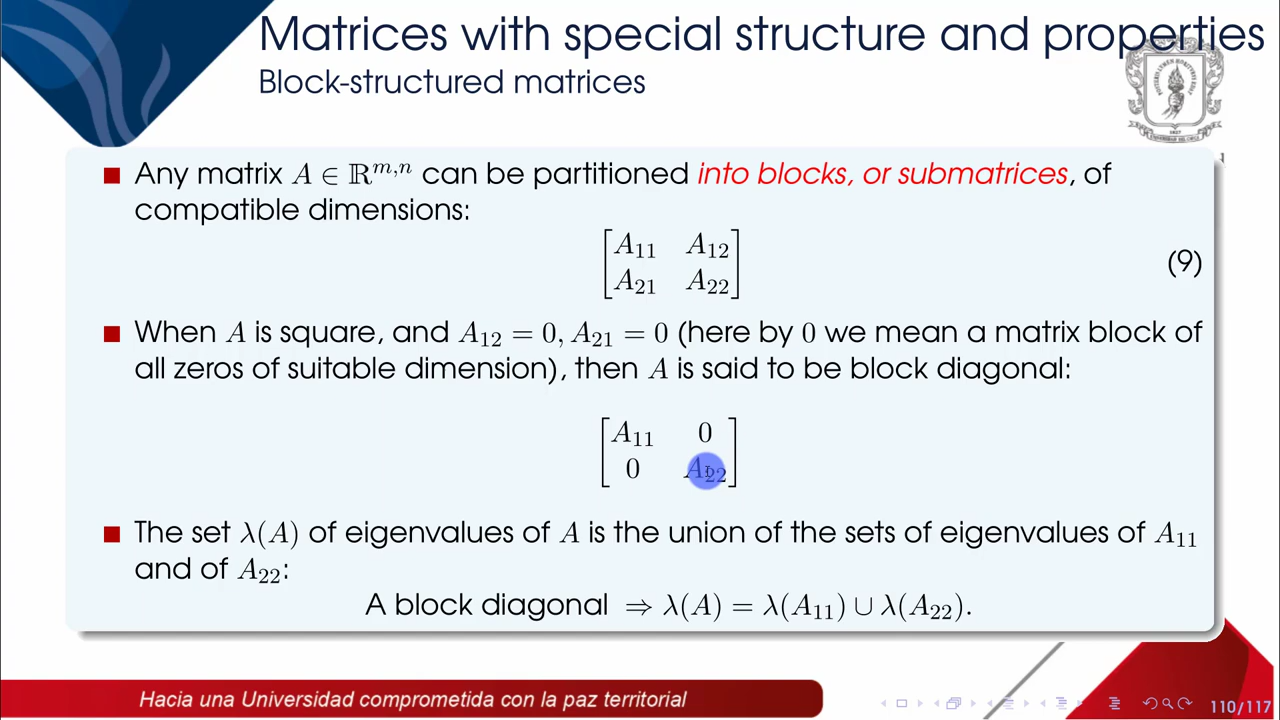 Matrices with special structure and properties
Block-structured matrices
Any matrix A ∈ ℝ^{m,n} can be partitioned into blocks, or submatrices, of
compatible dimensions:
[A₁₁ A₁₂
A₂₁ A₂₂] (9)
When A is square, and A₁₂ = 0, A₂₁ = 0 (here by 0 we mean a matrix block of
all zeros of suitable dimension), then A is said to be block diagonal:
[A₁₁ 0
0 A₂₂]
The set λ(A) of eigenvalues of A is the union of the sets of eigenvalues of A₁₁
and of A₂₂:
A block diagonal ⇒ λ(A) = λ(A₁₁) ∪ λ(A₂₂).
Hacia una Universidad comprometida con la paz territorial
110/117